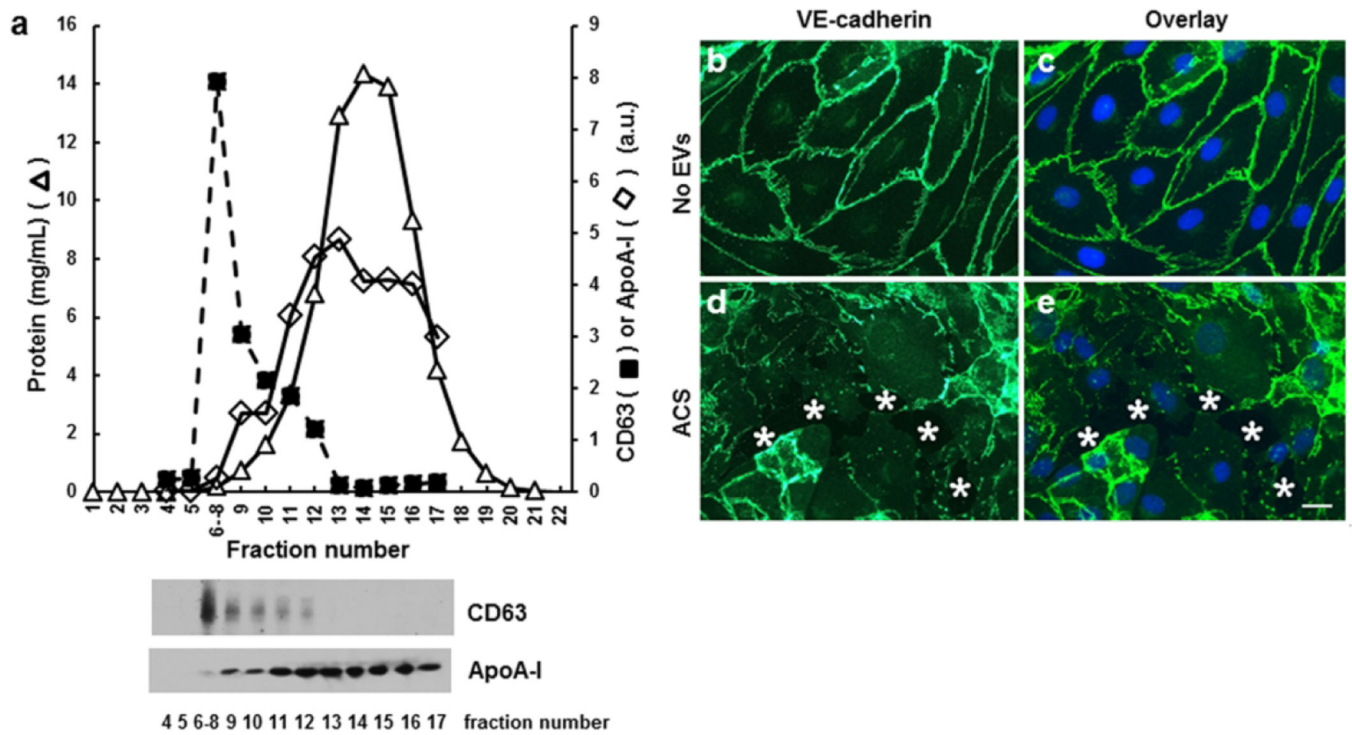 a
16
14
12
10
8
6
4
2
0
Protein (mg/mL) ( △ )
9
8
7
6
5
4
3
2
1
0
CD63 ( ■ ) or ApoA-I ( ◇ ) (a.u.)
1 2 3 4 5 6-8 9 10 11 12 13 14 15 16 17 18 19 20 21 22
Fraction number
CD63
ApoA-I
4 5 6-8 9 10 11 12 13 14 15 16 17 fraction number
VE-cadherin Overlay
No EVs
b c
ACS
d e
* * * * *
* * * * *